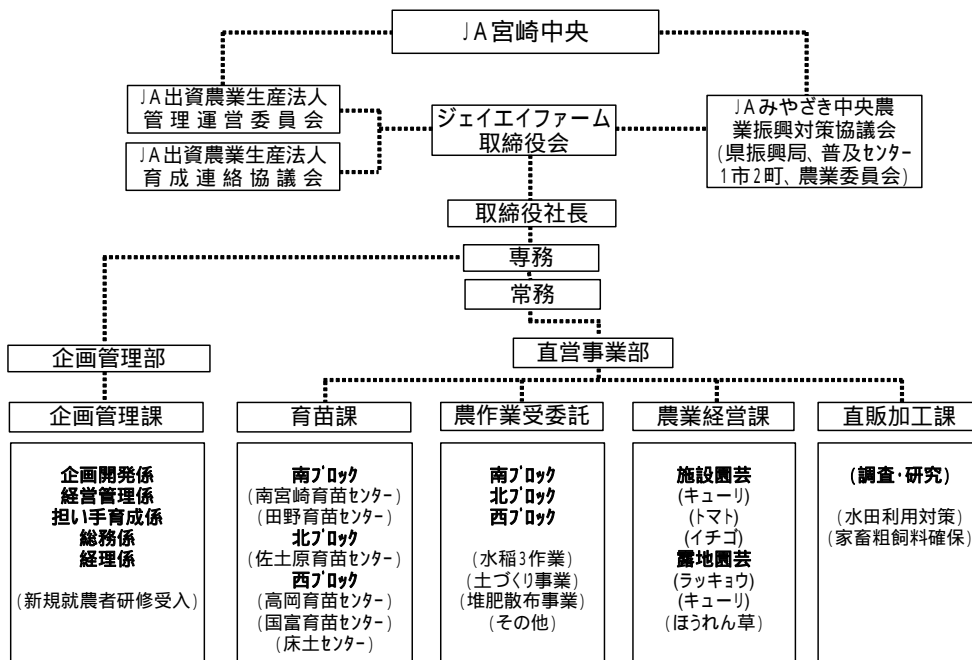 JA宮崎中央
JA出資農業生産法人
管理運営委員会
JA出資農業生産法人
育成連絡協議会
ジェイエイファーム
取締役会
JAみやざき中央農
業振興対策協議会
(県振興局、普及センター
1市2町、農業委員会)
取締役社長
専務
常務
企画管理部
直営事業部
企画管理課
育苗課
農作業受委託
農業経営課
直販加工課
企画開発係
経営管理係
担い手育成係
総務係
経理係
(新規就農者研修受入)
南ブロック
(南宮崎育苗センター)
(田野育苗センター)
北ブロック
(佐土原育苗センター)
西ブロック
(高岡育苗センター)
(国富育苗センター)
(床土センター)
南ブロック
北ブロック
西ブロック
(水稲3作業)
(土づくり事業)
(堆肥散布事業)
(その他)
施設園芸
(キューリ)
(トマト)
(イチゴ)
露地園芸
(ラッキョウ)
(キューリ)
(ほうれん草)
(調査・研究)
(水田利用対策)
(家畜粗飼料確保)